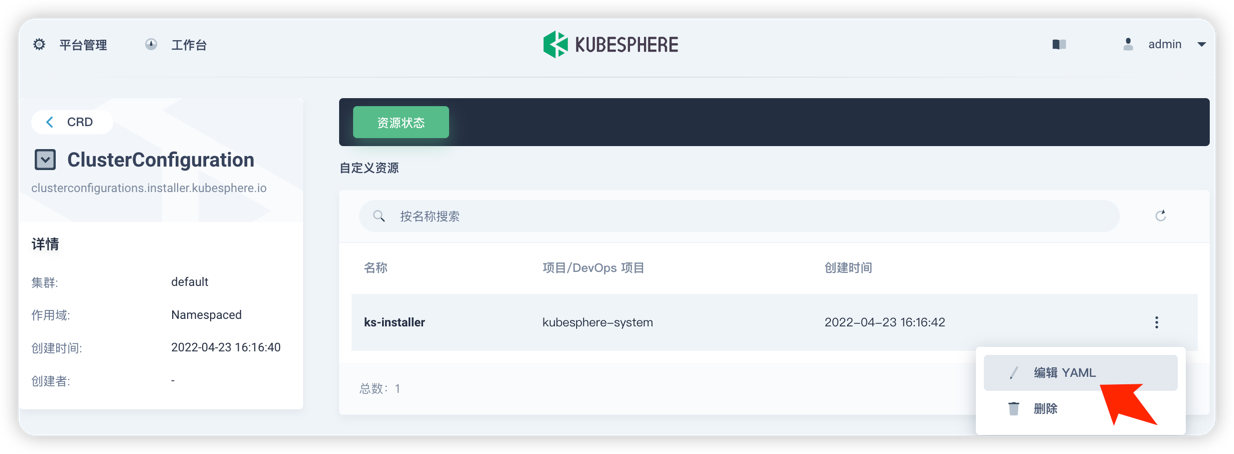 平台管理
工作台
KUBESPHERE
admin
CRD
ClusterConfiguration
clusterconfigurations.installer.kubesphere.io
详情
集群: default
作用域: Namespaced
创建时间: 2022-04-23 16:16:40
创建者: -
资源状态
自定义资源
按名称搜索
名称 项目/DevOps 项目 创建时间
ks-installer kubesphere-system 2022-04-23 16:16:42
总数: 1
编辑 YAML
删除